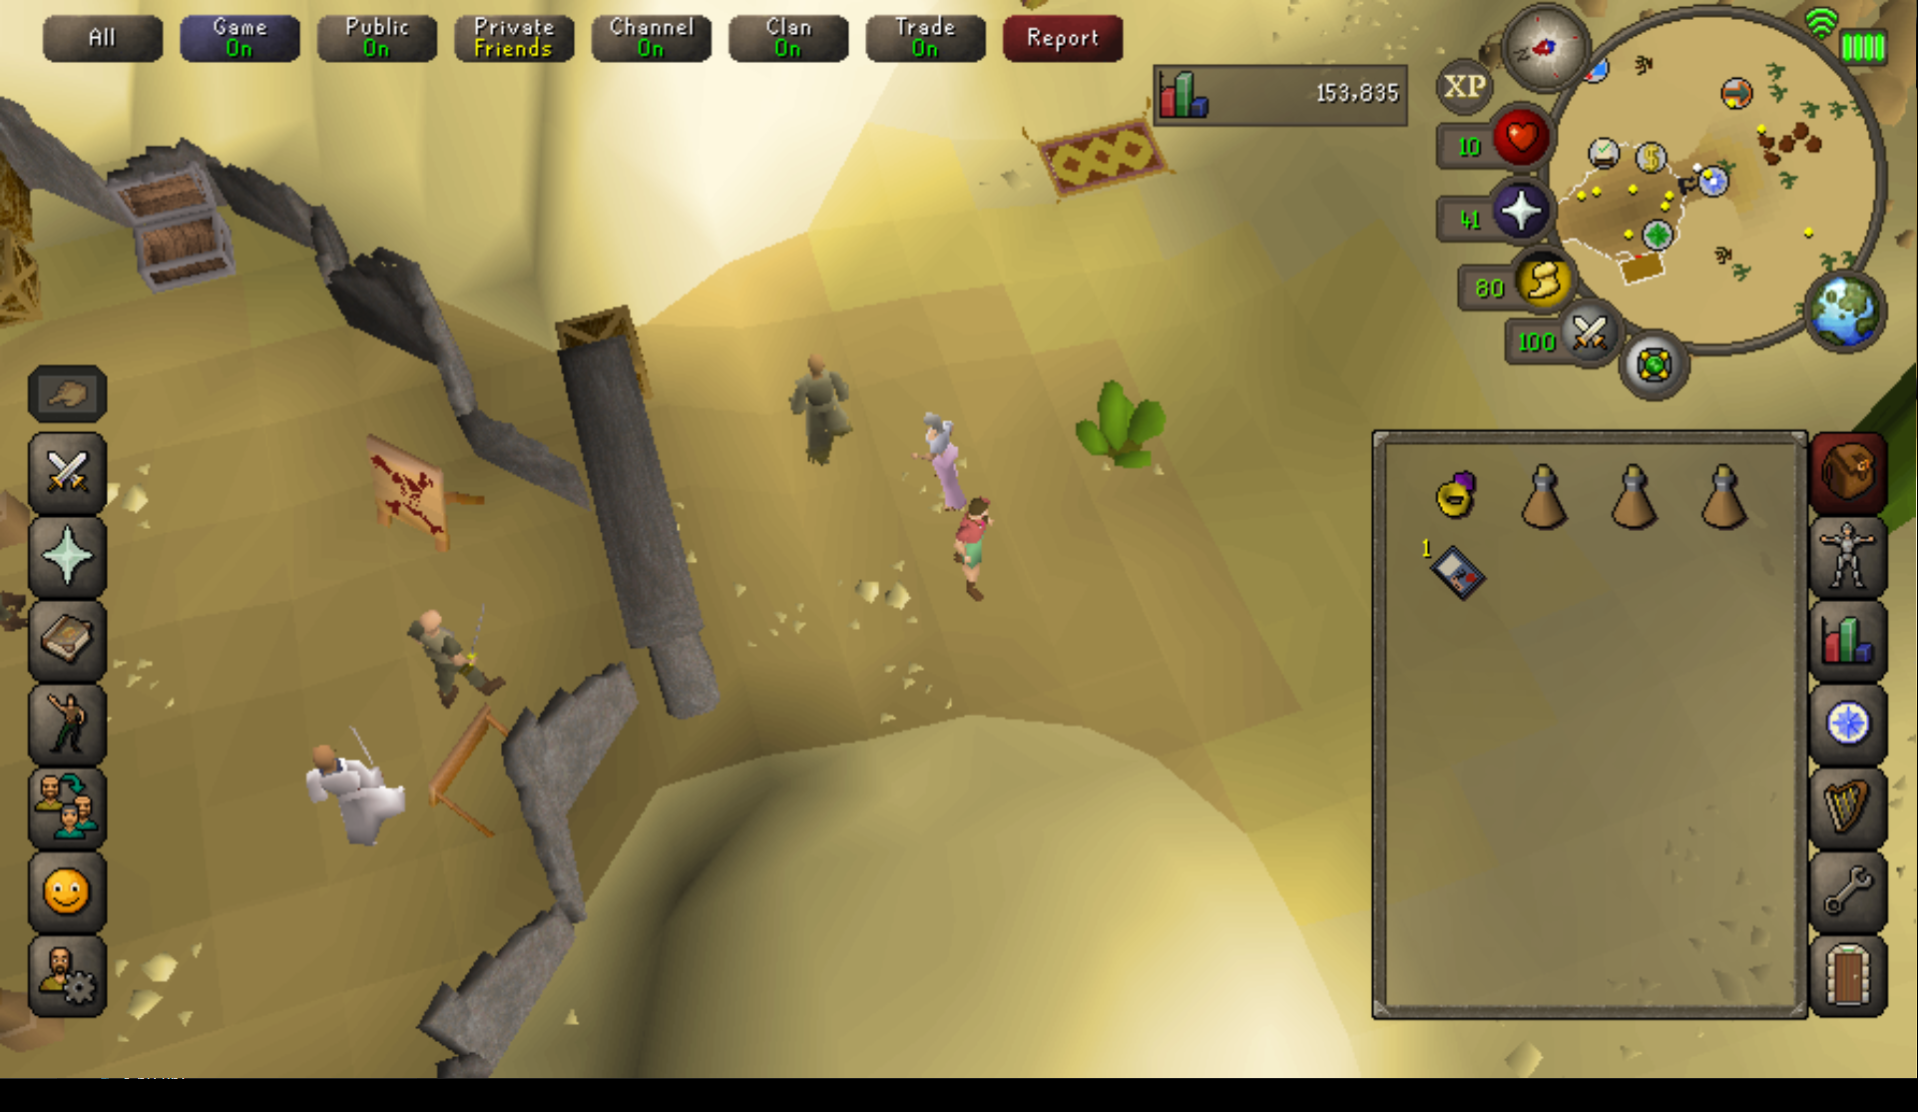 All
Game
On
Public
On
Private
Friends
Channel
On
Clan
On
Trade
On
Report
153,835
XP
10
41
80
100
1